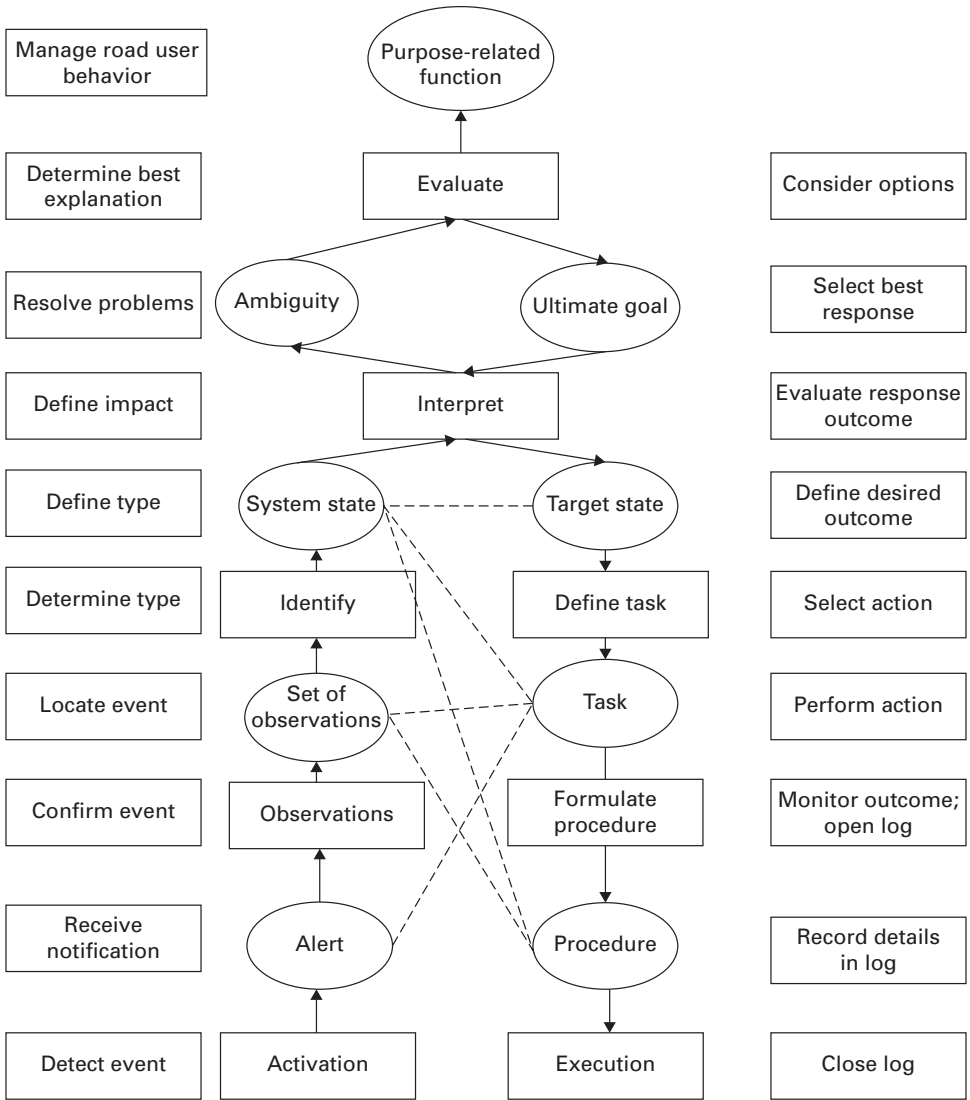 Manage road user
behavior
Purpose-related
function
Determine best
explanation
Evaluate
Consider options
Resolve problems
Ambiguity
Ultimate goal
Select best
response
Define impact
Interpret
Evaluate response
outcome
Define type
System state
Target state
Define desired
outcome
Determine type
Identify
Define task
Select action
Locate event
Set of
observations
Task
Perform action
Confirm event
Observations
Formulate
procedure
Monitor outcome;
open log
Receive
notification
Alert
Procedure
Record details
in log
Detect event
Activation
Execution
Close log